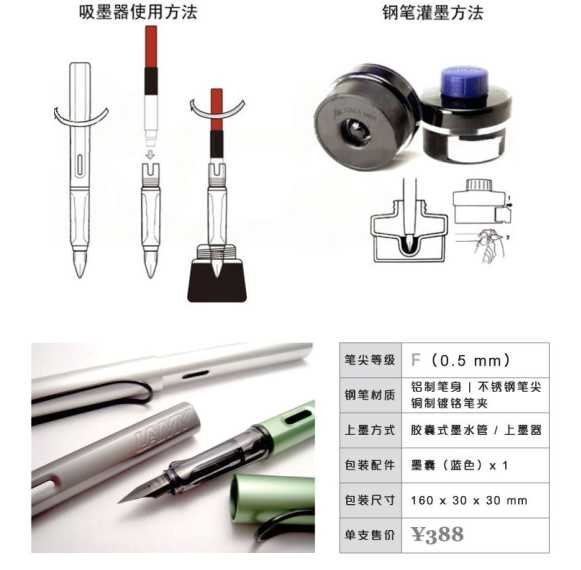 吸墨器使用方法
钢笔灌墨方法
1
2
LAMY
笔尖等级 F（0.5 mm）
钢笔材质 铝制笔身 | 不锈钢笔尖
铜制镀铬笔夹
上墨方式 胶囊式墨水管 / 上墨器
包装配件 墨囊（蓝色）x 1
包装尺寸 160 x 30 x 30 mm
单支售价 ¥388